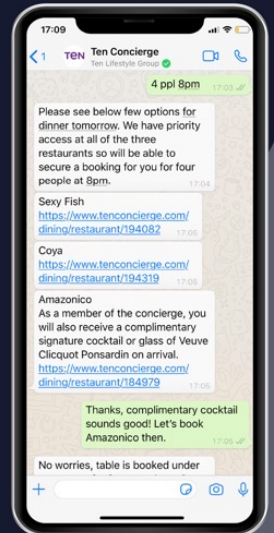 17:09
1
TEN
Ten Concierge
Ten Lifestyle Group
4 ppl 8pm
17:03
Please see below few options for
dinner tomorrow. We have priority
access at all of the three
restaurants so will be able to
secure a booking for you for four
people at 8pm.
17:04
Sexy Fish
https://www.tenconcierge.com/
dining/restaurant/194082
17:05
Coya
https://www.tenconcierge.com/
dining/restaurant/194319
17:05
Amazonico
As a member of the concierge, you
will also receive a complimentary
signature cocktail or glass of Veuve
Clicquot Ponsardin on arrival.
https://www.tenconcierge.com/
dining/restaurant/184979
17:05
Thanks, complimentary cocktail
sounds good! Let's book
Amazonico then.
17:05
No worries, table is booked under